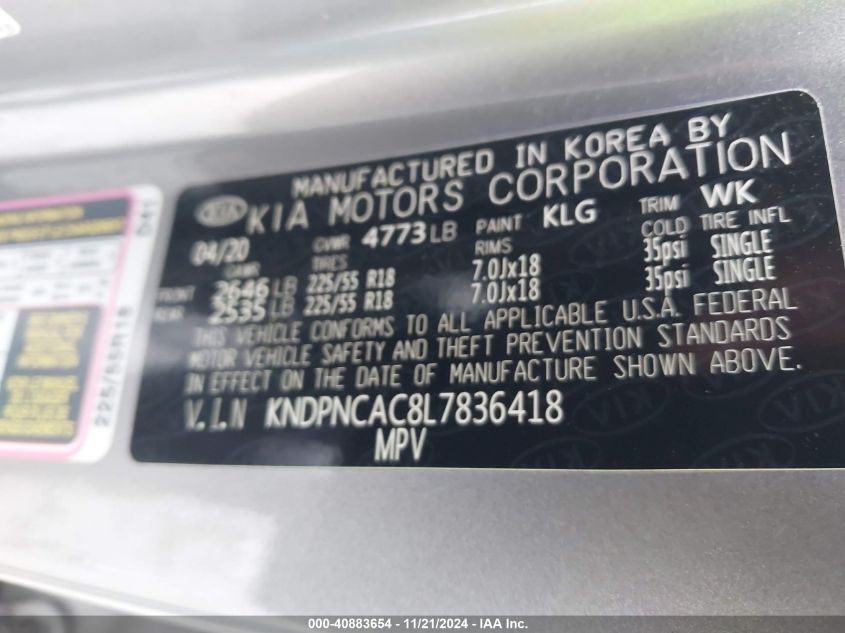 MANUFACTURED IN KOREA BY
KIA KIA MOTORS CORPORATION
04/20 GVWR 4773 LB PAINT KLG TRIM WK
GAWR TIRES RIMS COLD TIRE INFL
FRONT 2646 LB 225/55 R18 7.0Jx18 35psi SINGLE
REAR 2535 LB 225/55 R18 7.0Jx18 35psi SINGLE
THIS VEHICLE CONFORMS TO ALL APPLICABLE U.S.A. FEDERAL
MOTOR VEHICLE SAFETY AND THEFT PREVENTION STANDARDS
IN EFFECT ON THE DATE OF MANUFACTURE SHOWN ABOVE.
V.I.N KNDPNCAC8L7836418
MPV
225/55R18
000-40883654 - 11/21/2024 - IAA Inc.